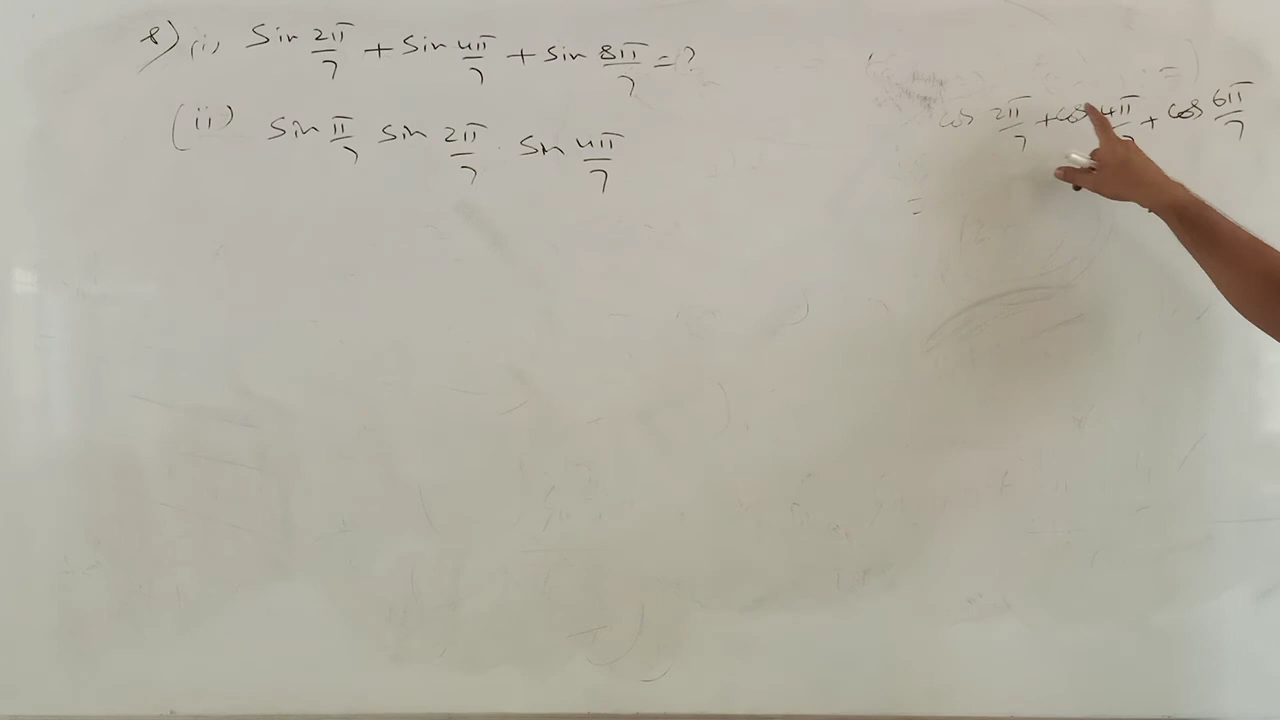 8) (i) sin 2π/7 + sin 4π/7 + sin 8π/7 = ?
(ii) sin π/7 sin 2π/7 . sin 4π/7
cos 2π/7 + cos 4π/7 + cos 6π/7
=